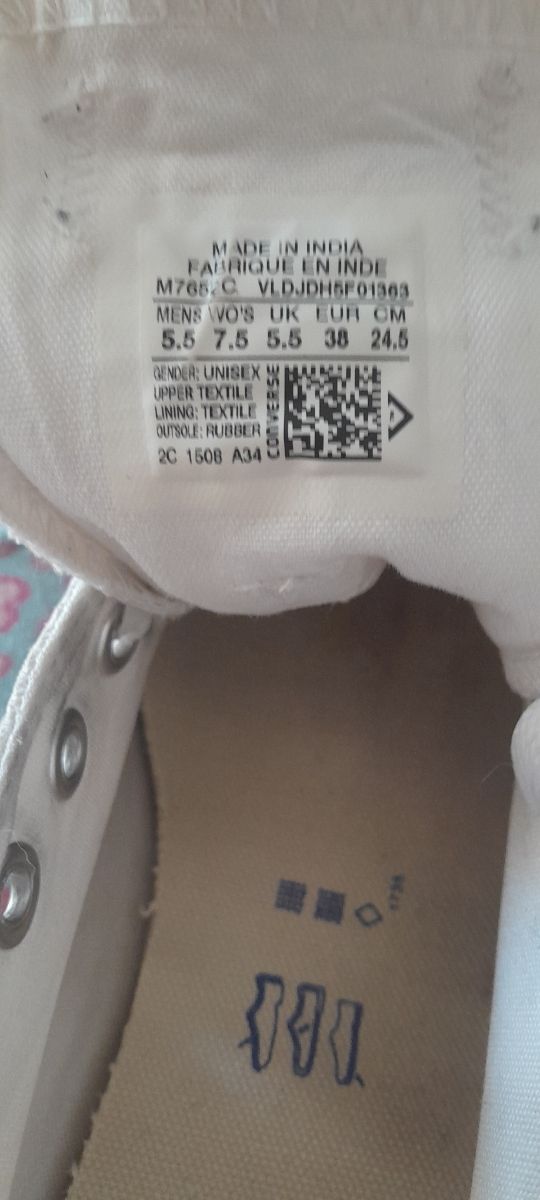 MADE IN INDIA
FABRIQUE EN INDE
M7652C VLDJDH5F01363
MENS WO'S UK EUR CM
5.5 7.5 5.5 38 24.5
GENDER: UNISEX
UPPER TEXTILE
LINING: TEXTILE
OUTSOLE: RUBBER
2C 1508 A34
CONVERSE